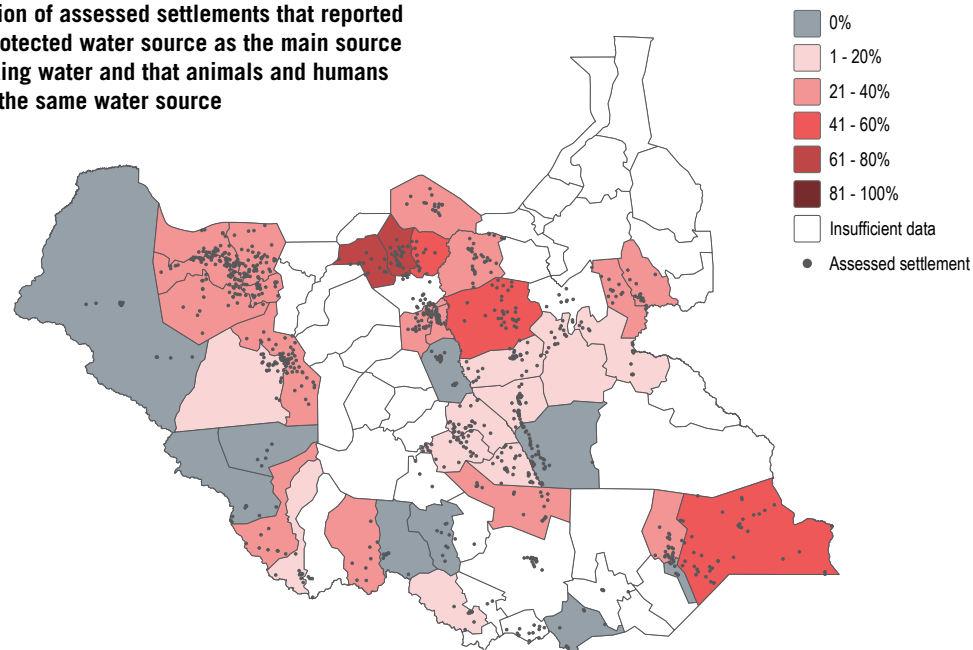 ion of assessed settlements that reported
rotected water source as the main source
ing water and that animals and humans
the same water source
0%
1 - 20%
21 - 40%
41 - 60%
61 - 80%
81 - 100%
Insufficient data
Assessed settlement